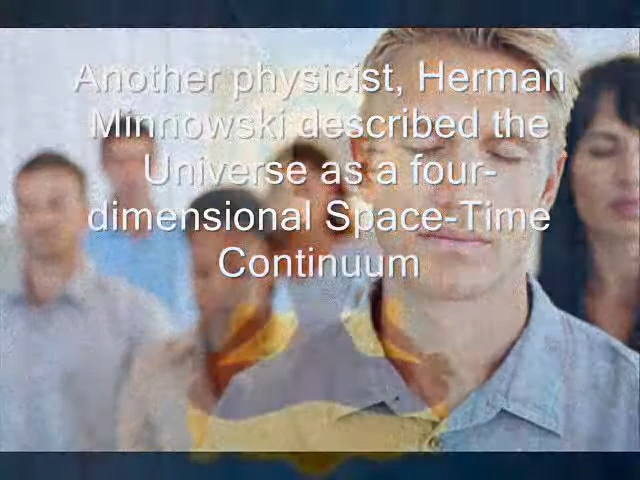 Another physicist, Herman
Minnowski described the
Universe as a four-
dimensional Space-Time
Continuum